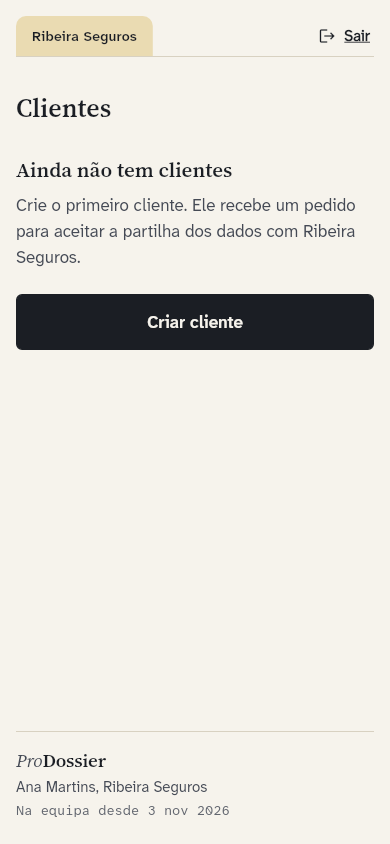 Ribeira Seguros
Sair
Clientes
Ainda não tem clientes
Crie o primeiro cliente. Ele recebe um pedido
para aceitar a partilha dos dados com Ribeira
Seguros.
Criar cliente
ProDossier
Ana Martins, Ribeira Seguros
Na equipa desde 3 nov 2026